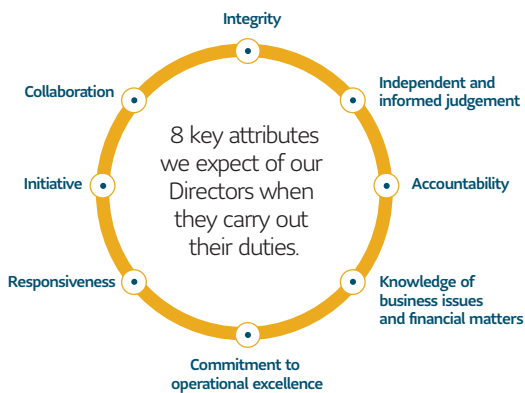 Integrity
Independent and
informed judgement
Accountability
Knowledge of
business issues
and financial matters
Commitment to
operational excellence
Responsiveness
Initiative
Collaboration
8 key attributes
we expect of our
Directors when
they carry out
their duties.